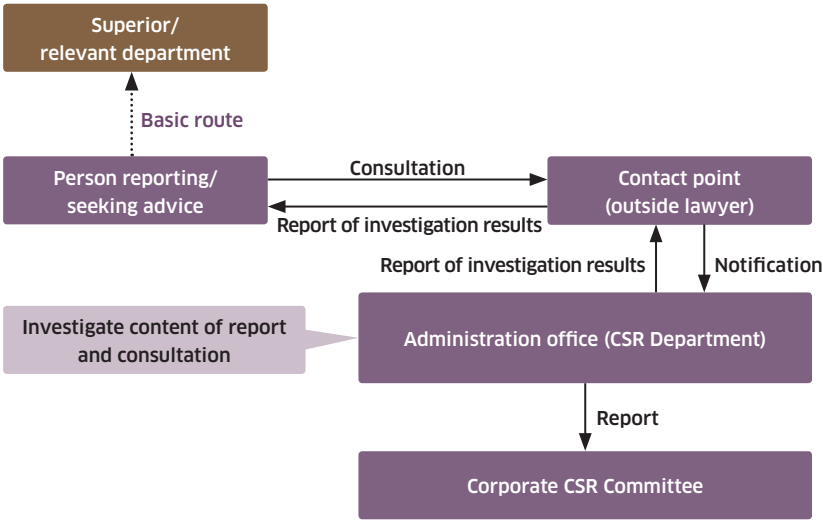 Superior/
relevant department
Basic route
Person reporting/
seeking advice
Consultation
Report of investigation results
Contact point
(outside lawyer)
Report of investigation results
Notification
Investigate content of report
and consultation
Administration office (CSR Department)
Report
Corporate CSR Committee